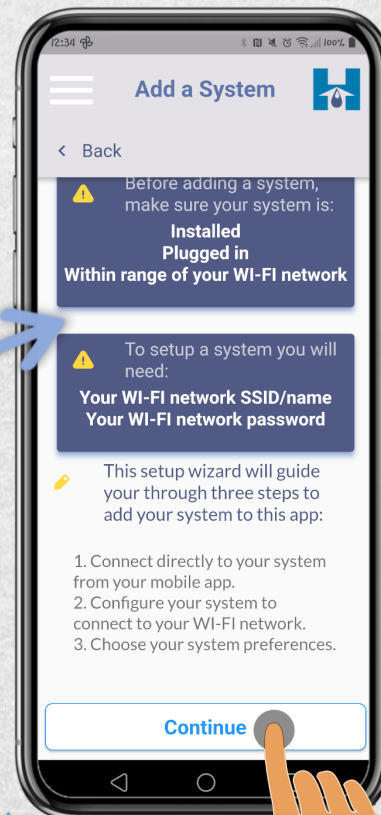 12:34
100%
Add a System
< Back
Before adding a system,
make sure your system is:
Installed
Plugged in
Within range of your WI-FI network
To setup a system you will
need:
Your WI-FI network SSID/name
Your WI-FI network password
This setup wizard will guide
your through three steps to
add your system to this app:
1. Connect directly to your system
from your mobile app.
2. Configure your system to
connect to your WI-FI network.
3. Choose your system preferences.
Continue